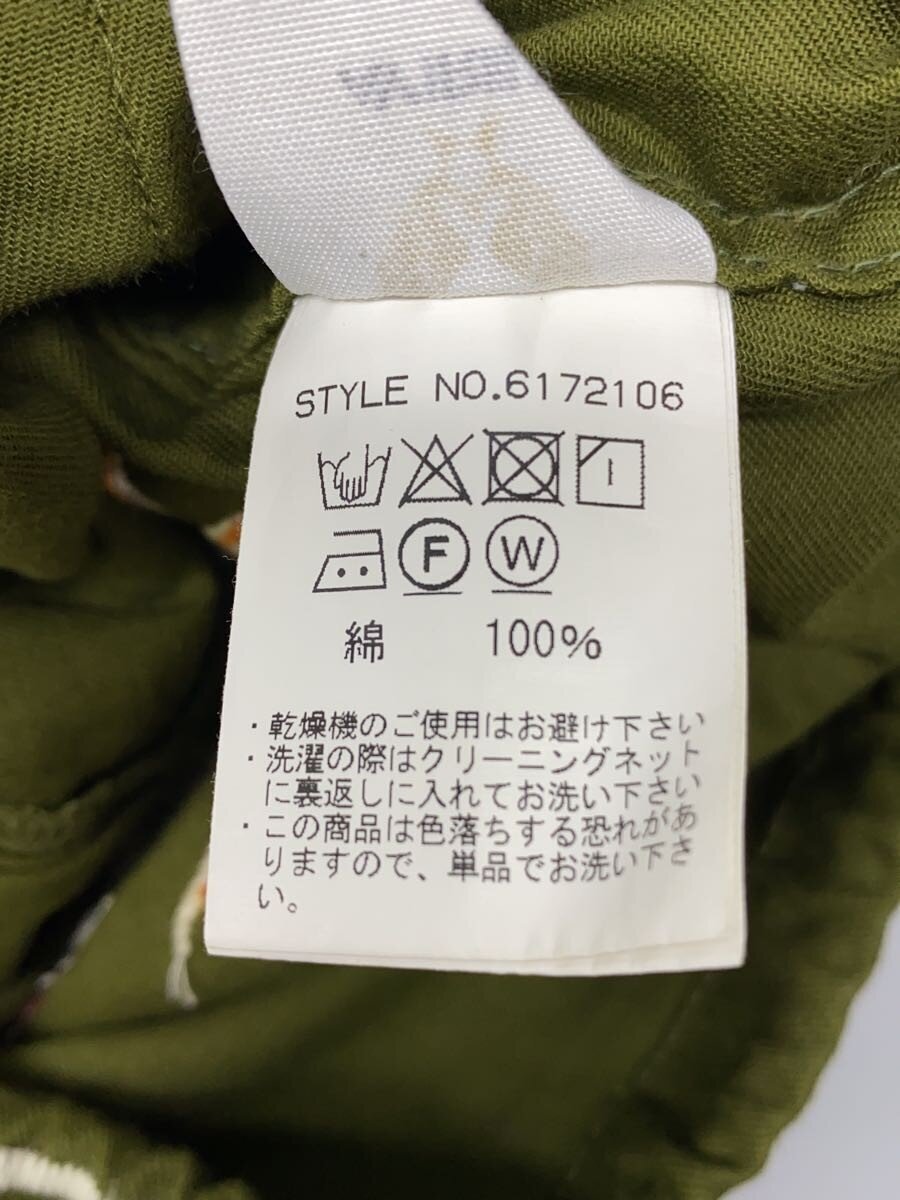 STYLE NO.6172106
F W
綿 100%
・乾燥機のご使用はお避け下さい
・洗濯の際はクリーニングネット
に裏返しに入れてお洗い下さい
・この商品は色落ちする恐れがあ
りますので、単品でお洗い下さ
い。